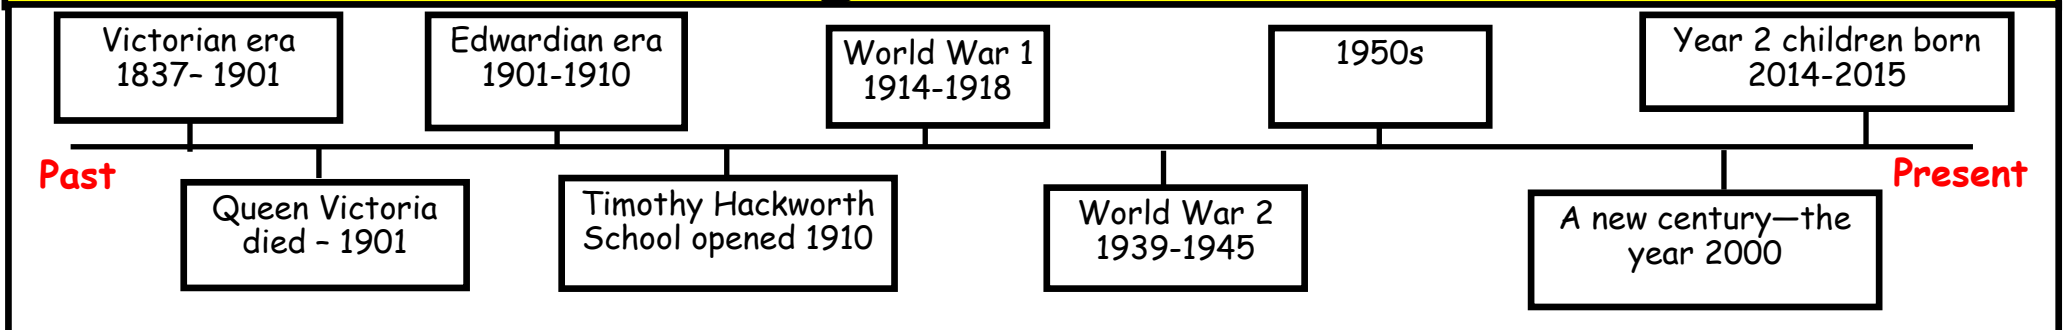 Victorian era
1837– 1901
Edwardian era
1901-1910
World War 1
1914-1918
1950s
Year 2 children born
2014-2015
Past
Present
Queen Victoria
died – 1901
Timothy Hackworth
School opened 1910
World War 2
1939-1945
A new century—the
year 2000